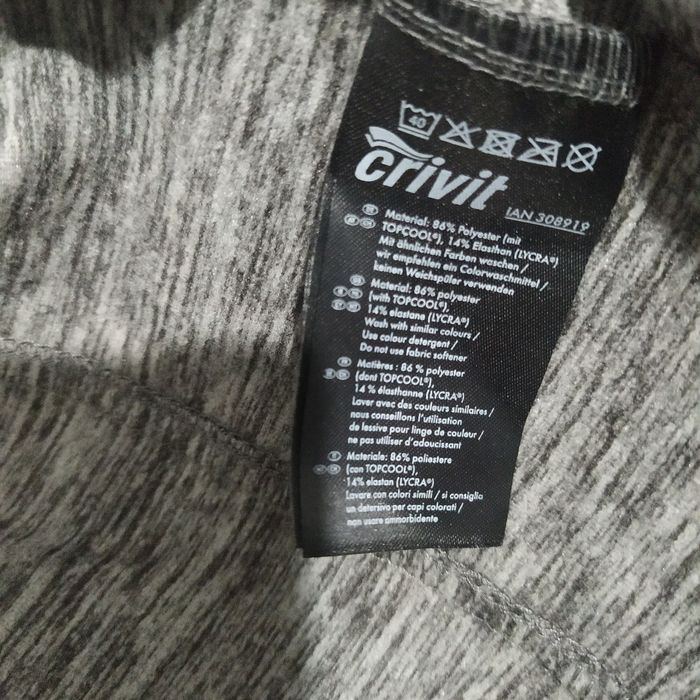 40
crivit
IAN 308919
Material: 86% Polyester (mit
TOPCOOL®), 14% Elasthan (LYCRA®)
Mit ähnlichen Farben waschen /
wir empfehlen ein Colorwaschmittel /
keinen Weichspüler verwenden
Material: 86% polyester
(with TOPCOOL®),
14% elastane (LYCRA®)
Wash with similar colours /
Use colour detergent /
Do not use fabric softener
Matières : 86 % polyester
(dont TOPCOOL®),
14 % élasthanne (LYCRA®)
Laver avec des couleurs similaires /
nous conseillons l'utilisation
de lessive pour linge de couleur /
ne pas utiliser d'adoucissant
Materiale: 86% poliestere
(con TOPCOOL®),
14% elastan (LYCRA®)
Lavare con colori simili / si consiglia
un detersivo per capi colorati /
non usare ammorbidente